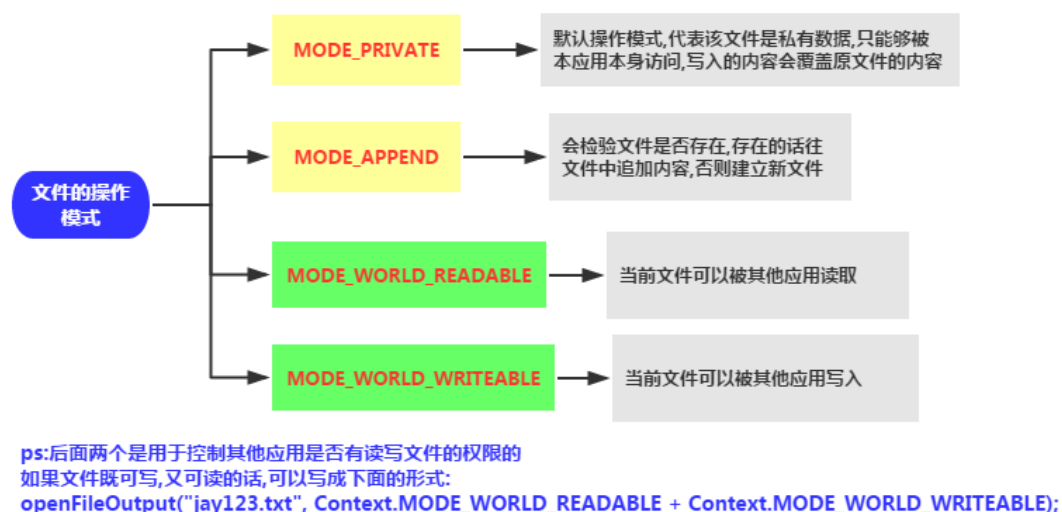 MODE_PRIVATE
默认操作模式,代表该文件是私有数据,只能够被
本应用本身访问,写入的内容会覆盖原文件的内容
MODE_APPEND
会检验文件是否存在,存在的话往
文件中追加内容,否则建立新文件
文件的操作
模式
MODE_WORLD_READABLE
当前文件可以被其他应用读取
MODE_WORLD_WRITEABLE
当前文件可以被其他应用写入
ps:后面两个是用于控制其他应用是否有读写文件的权限的
如果文件既可写,又可读的话,可以写成下面的形式:
openFileOutput("jay123.txt", Context.MODE_WORLD_READABLE + Context.MODE_WORLD_WRITEABLE);